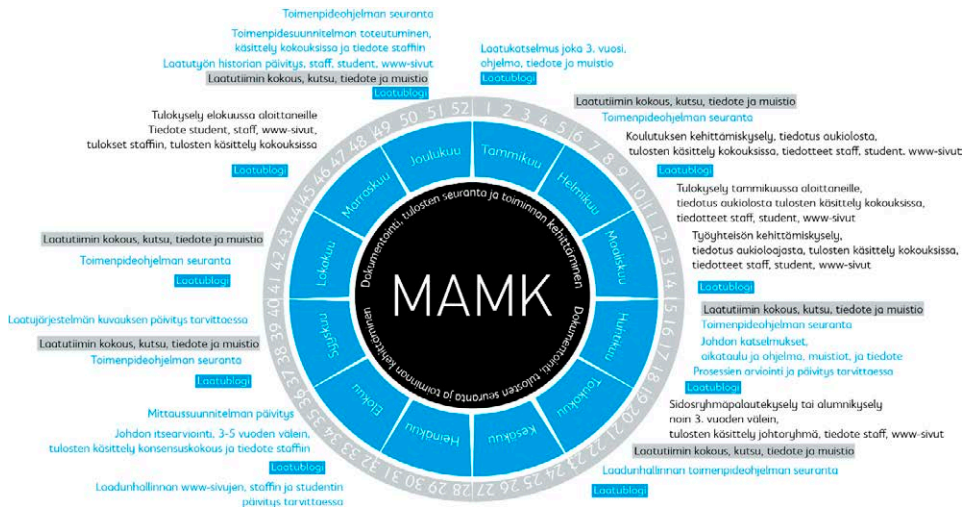 Toimenpideohjelman seuranta
Toimenpidesuunnitelman toteutuminen,
käsittely kokouksissa ja tiedote staffiin
Laatutyön historian päivitys, staff, student, www-sivut
Laatutiimin kokous, kutsu, tiedote ja muistio
Laatublogi
Laatukatselmus joka 3. vuosi,
ohjelma, tiedote ja muistio
Laatublogi
Laatutiimin kokous, kutsu, tiedote ja muistio
Toimenpideohjelman seuranta
Koulutuksen kehittämiskysely, tiedotus aukiolosta,
tulosten käsittely kokouksissa, tiedotteet staff, student. www-sivut
Laatublogi
Tulokysely tammikuussa aloittaneille,
tiedotus aukiolosta tulosten käsittely kokouksissa,
tiedotteet staff, student, www-sivut
Työyhteisön kehittämiskysely,
tiedotus aukioloajasta, tulosten käsittely kokouksissa,
tiedotteet staff, student, www-sivut
Laatublogi
Laatutiimin kokous, kutsu, tiedote ja muistio
Toimenpideohjelman seuranta
Johdon katselmukset,
aikataulu ja ohjelma, muistiot, ja tiedote
Prosessien arviointi ja päivitys tarvittaessa
Laatublogi
Sidosryhmäpalautekysely tai alumnikysely
noin 3. vuoden välein,
tulosten käsittely johtoryhmä, tiedote staff, www-sivut
Laatutiimin kokous, kutsu, tiedote ja muistio
Laadunhallinnan toimenpideohjelman seuranta
Laatublogi
Tulokysely elokuussa aloittaneille
Tiedote student, staff, www-sivut,
tulokset staffiin, tulosten käsittely kokouksissa
Laatublogi
Laatutiimin kokous, kutsu, tiedote ja muistio
Toimenpideohjelman seuranta
Laatublogi
Laatujärjestelmän kuvauksen päivitys tarvittaessa
Laatutiimin kokous, kutsu, tiedote ja muistio
Toimenpideohjelman seuranta
Laatublogi
Mittaussuunnitelman päivitys
Johdon itsearviointi, 3-5 vuoden välein,
tulosten käsittely konsensuskokous ja tiedote staffiin
Laatublogi
Laadunhallinnan www-sivujen, staffin ja studentin
päivitys tarvittaessa
1 2 3 4 5 6 7 8 9 10 11 12 13 14 15 16 17 18 19 20 21 22 23 24 25 26 27 28 29 30 31 32 33 34 35 36 37 38 39 40 41 42 43 44 45 46 47 48 49 50 51 52
Tammikuu
Helmikuu
Maaliskuu
Huhtikuu
Toukokuu
Kesäkuu
Heinäkuu
Elokuu
Syyskuu
Lokakuu
Marraskuu
Joulukuu
Dokumentointi, tulosten seuranta ja toiminnan kehittäminen
Dokumentointi, tulosten seuranta ja toiminnan kehittäminen
MAMK